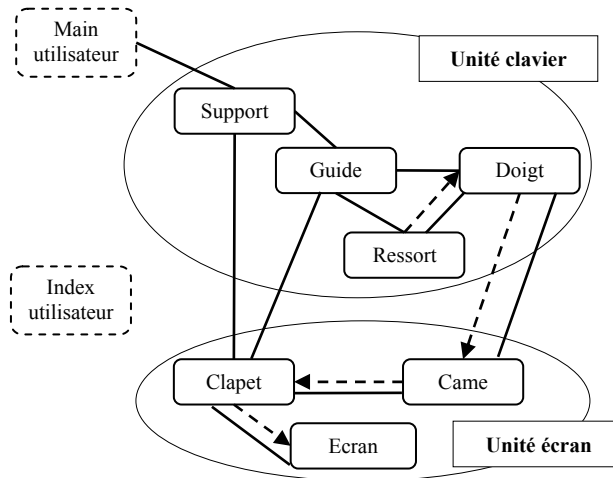 Main
utilisateur
Unité clavier
Support
Guide
Doigt
Ressort
Index
utilisateur
Clapet
Came
Ecran
Unité écran